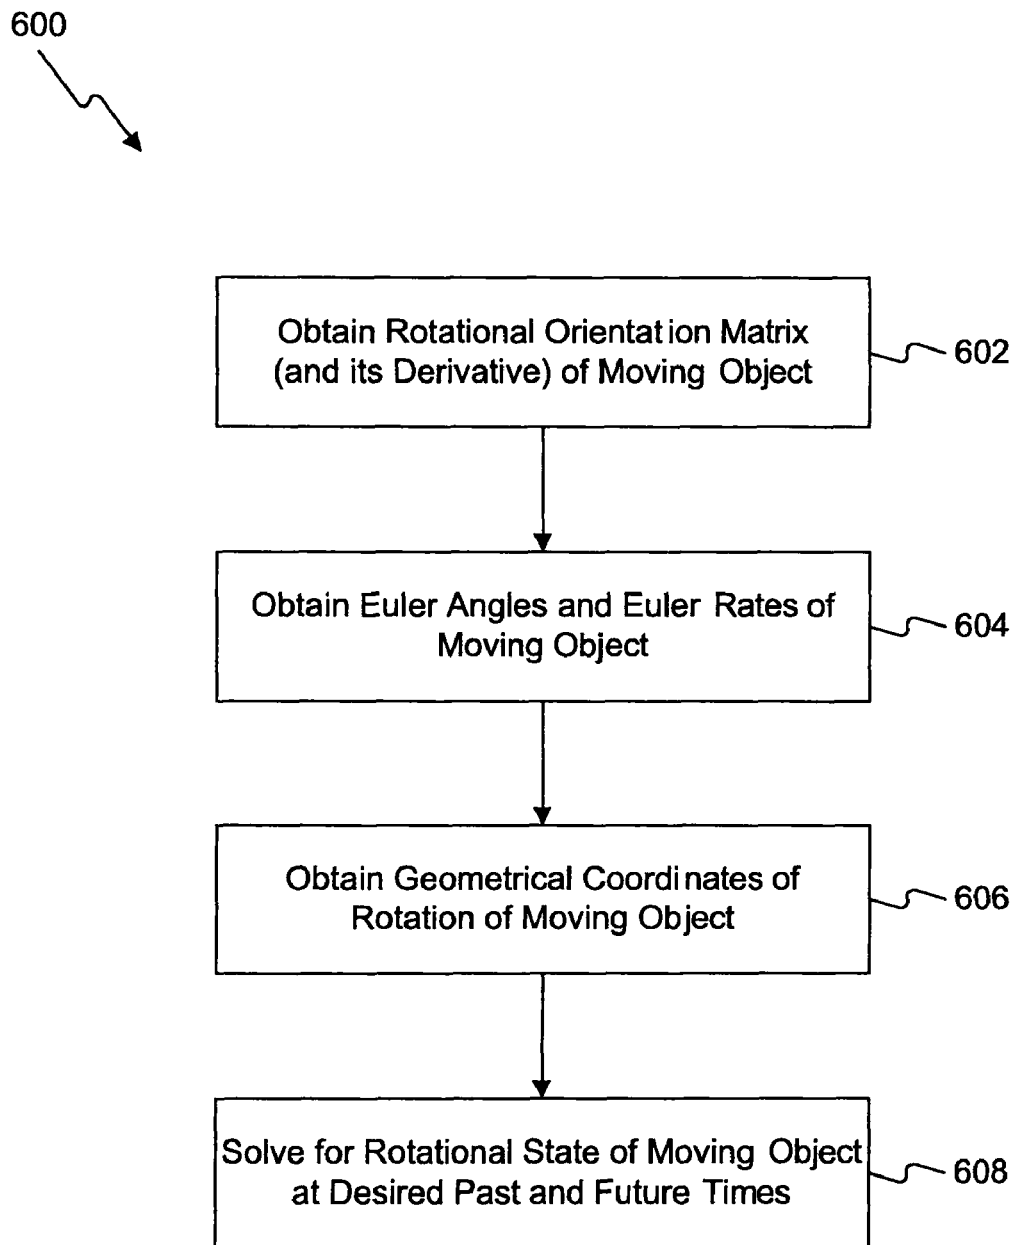 600
Obtain Rotational Orientation Matrix
(and its Derivative) of Moving Object
602
Obtain Euler Angles and Euler Rates of
Moving Object
604
Obtain Geometrical Coordinates of
Rotation of Moving Object
606
Solve for Rotational State of Moving Object
at Desired Past and Future Times
608